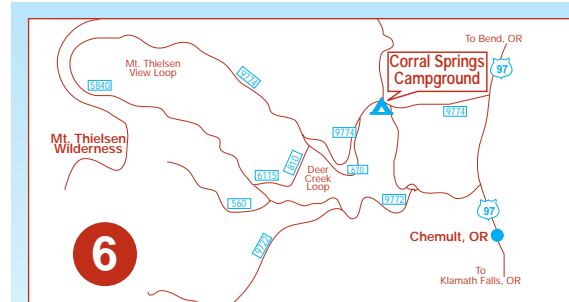 To Bend, OR
97
Corral Springs
Campground
Mt. Thielsen
View Loop
5840
9774
9774
9774
Mt. Thielsen
Wilderness
810
6115
Deer
Creek
Loop
670
560
9772
97
Chemult, OR
6
9772
To
Klamath Falls, OR